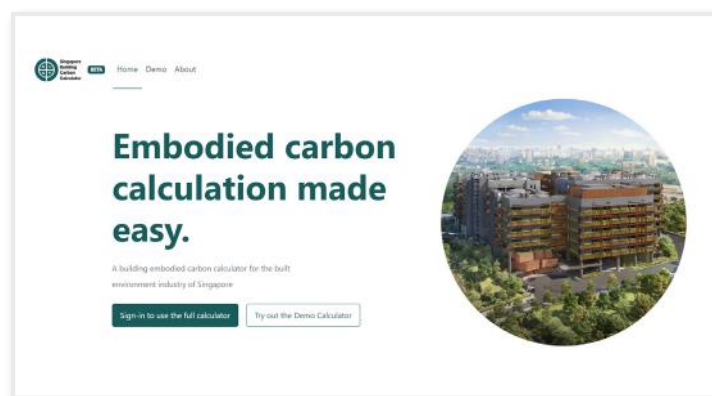 Singapore
Building
Carbon
Calculator
BETA
Home Demo About
Embodied carbon
calculation made
easy.
A building embodied carbon calculator for the built
environment industry of Singapore
Sign-in to use the full calculator
Try out the Demo Calculator